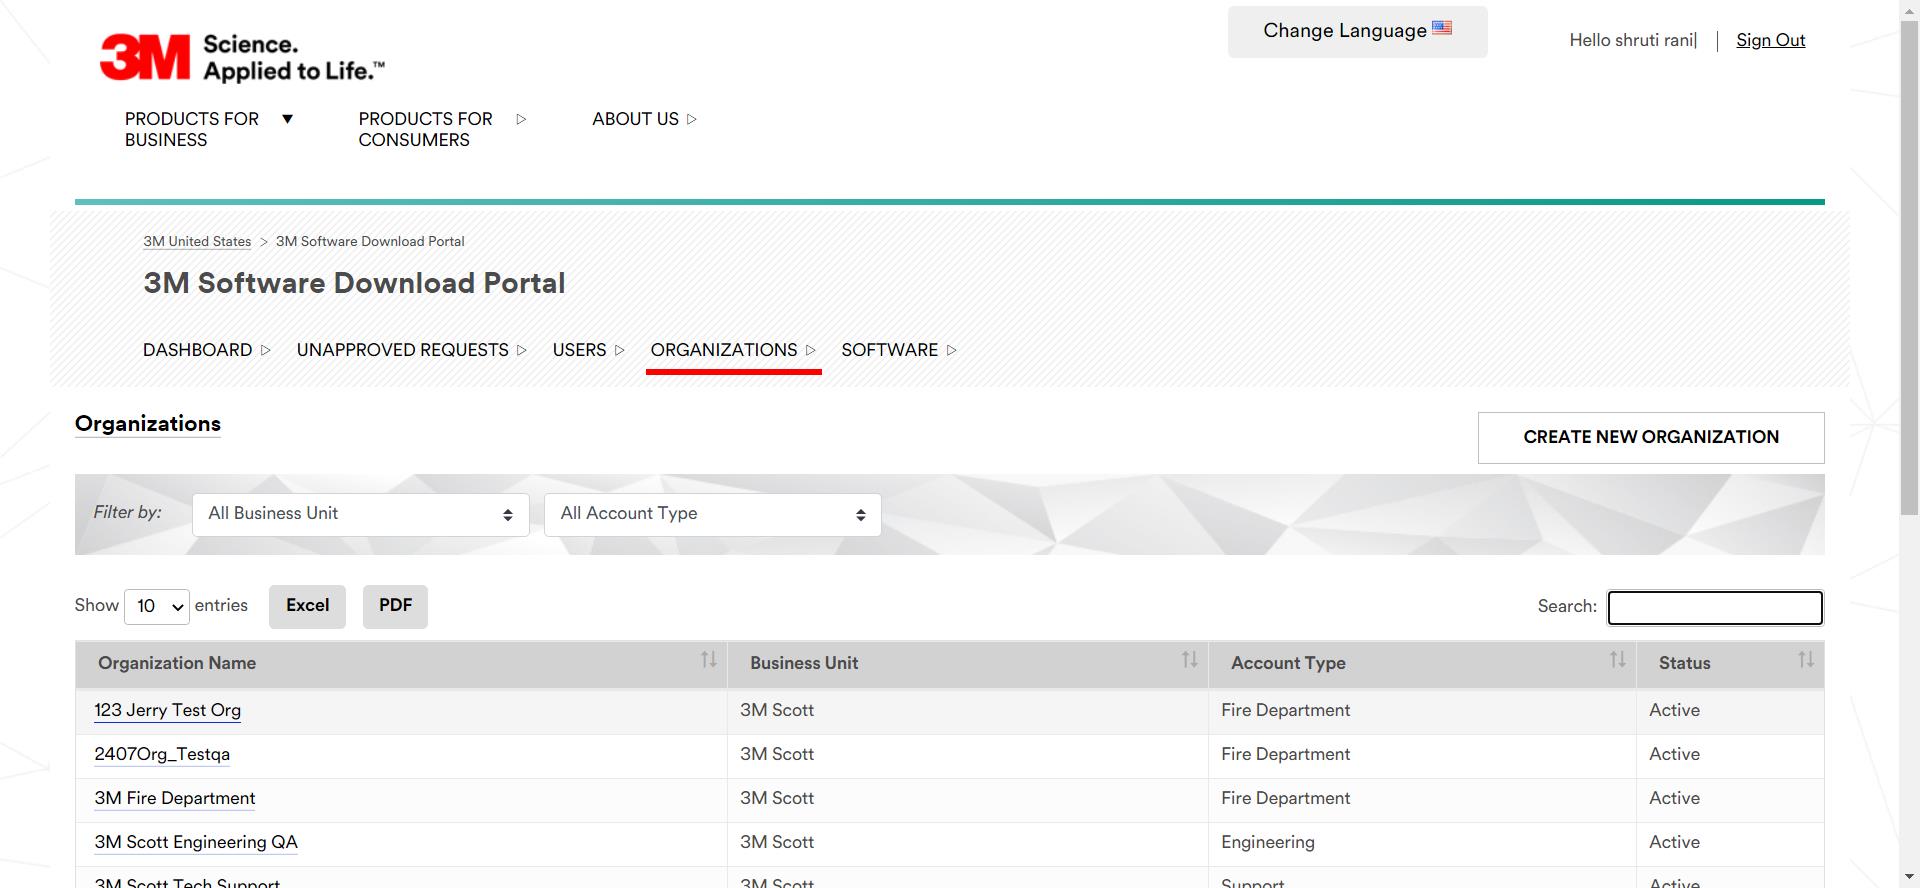 3M Science.
Applied to Life.™
Change Language
Hello shruti rani| Sign Out
PRODUCTS FOR BUSINESS
PRODUCTS FOR CONSUMERS
ABOUT US
3M United States > 3M Software Download Portal
3M Software Download Portal
DASHBOARD UNAPPROVED REQUESTS USERS ORGANIZATIONS SOFTWARE
Organizations
CREATE NEW ORGANIZATION
Filter by: All Business Unit All Account Type
Show 10 entries Excel PDF Search:
Organization Name Business Unit Account Type Status
123 Jerry Test Org 3M Scott Fire Department Active
2407Org_Testqa 3M Scott Fire Department Active
3M Fire Department 3M Scott Fire Department Active
3M Scott Engineering QA 3M Scott Engineering Active
3M Scott Tech Support 3M Scott Support Active